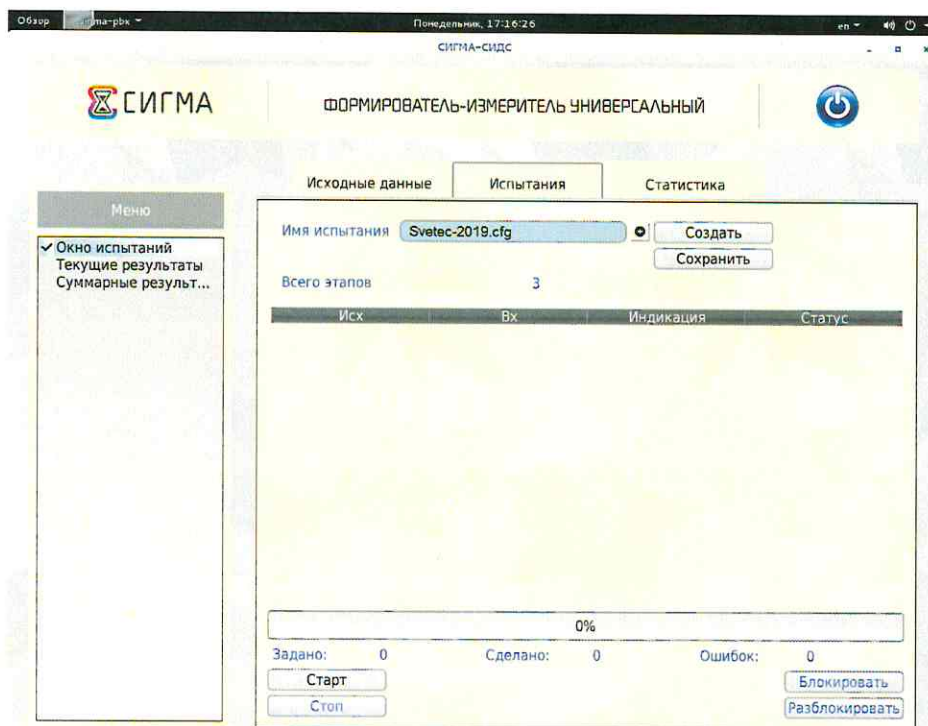 Обзор
Понедельник, 17:16:26
en
СИГМА-СИДС
СИГМА
ФОРМИРОВАТЕЛЬ-ИЗМЕРИТЕЛЬ УНИВЕРСАЛЬНЫЙ
Исходные данные Испытания Статистика
Меню
Окно испытаний
Текущие результаты
Суммарные результ...
Имя испытания Svetec-2019.cfg Создать
Сохранить
Всего этапов 3
Исх Вх Индикация Статус
0%
Задано: 0 Сделано: 0 Ошибок: 0
Старт Блокировать
Стоп Разблокировать